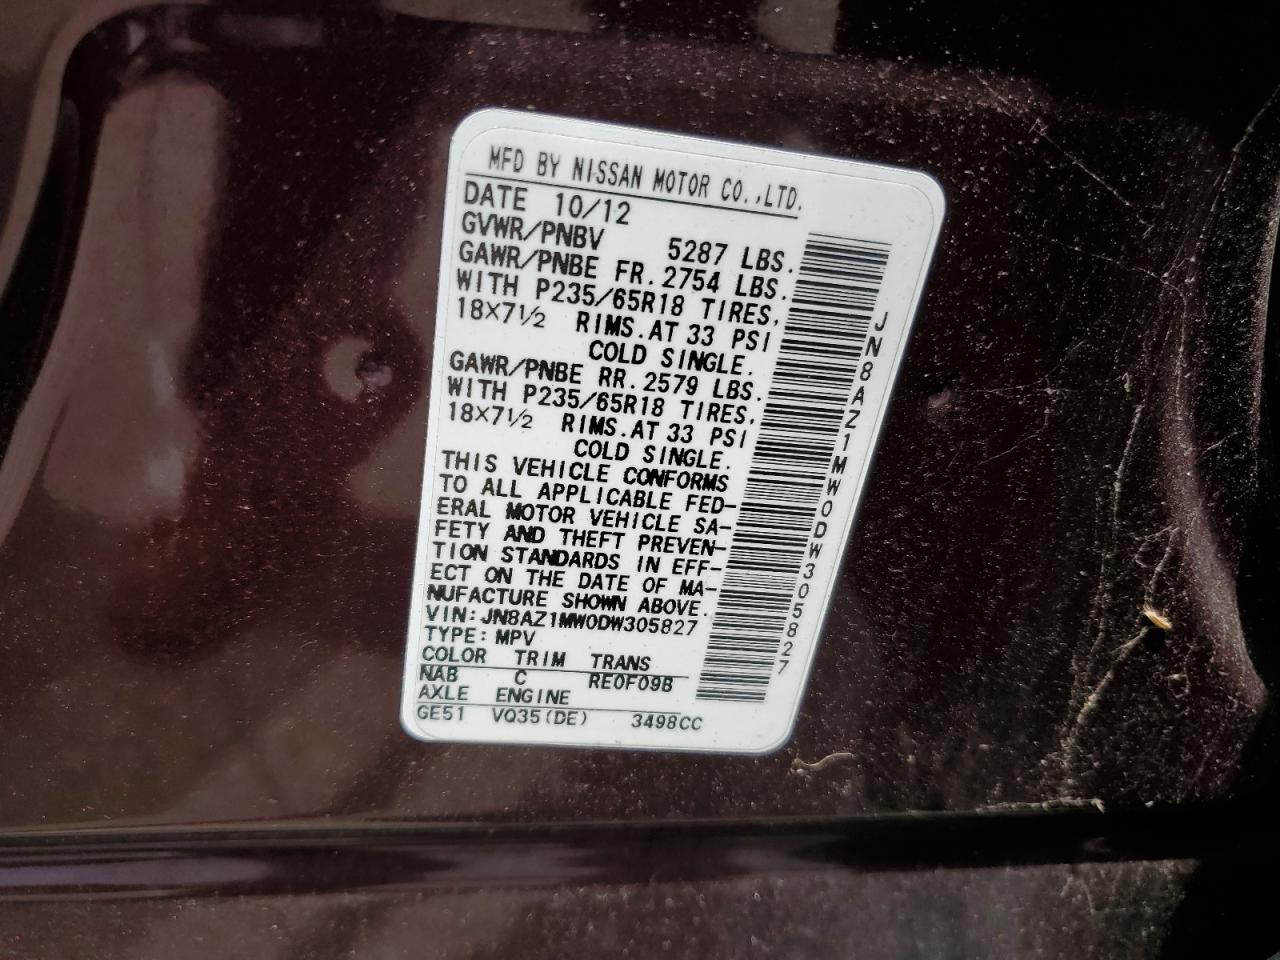 MFD BY NISSAN MOTOR CO.,LTD.
DATE 10/12
GVWR/PNBV 5287 LBS.
GAWR/PNBE FR. 2754 LBS.
WITH P235/65R18 TIRES,
18X7½ RIMS. AT 33 PSI
COLD SINGLE.
GAWR/PNBE RR. 2579 LBS.
WITH P235/65R18 TIRES,
18X7½ RIMS. AT 33 PSI
COLD SINGLE.
THIS VEHICLE CONFORMS
TO ALL APPLICABLE FED-
ERAL MOTOR VEHICLE SA-
FETY AND THEFT PREVEN-
TION STANDARDS IN EFF-
ECT ON THE DATE OF MA-
NUFACTURE SHOWN ABOVE.
VIN: JN8AZ1MW0DW305827
TYPE: MPV
COLOR TRIM TRANS
NAB C RE0F09B
AXLE ENGINE
GE51 VQ35(DE) 3498CC
JN8AZ1MW0DW305827